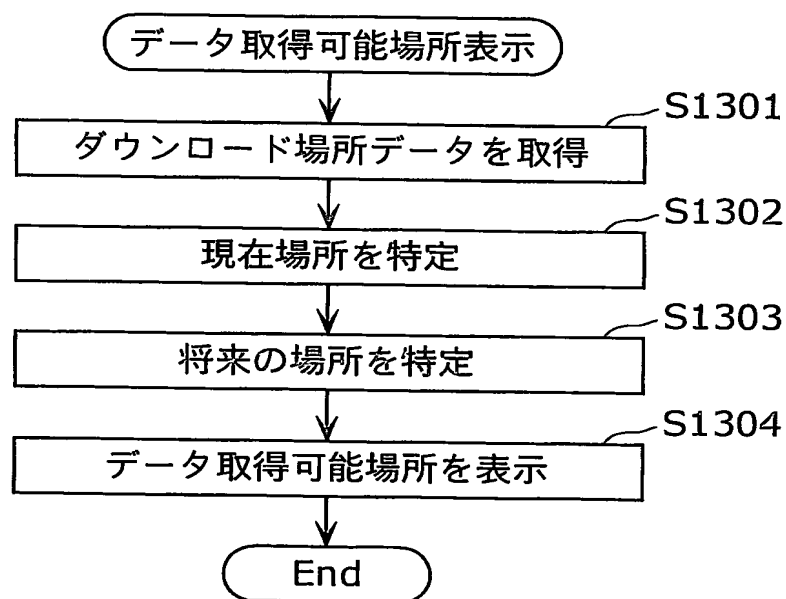 データ取得可能場所表示
S1301
ダウンロード場所データを取得
S1302
現在場所を特定
S1303
将来の場所を特定
S1304
データ取得可能場所を表示
End